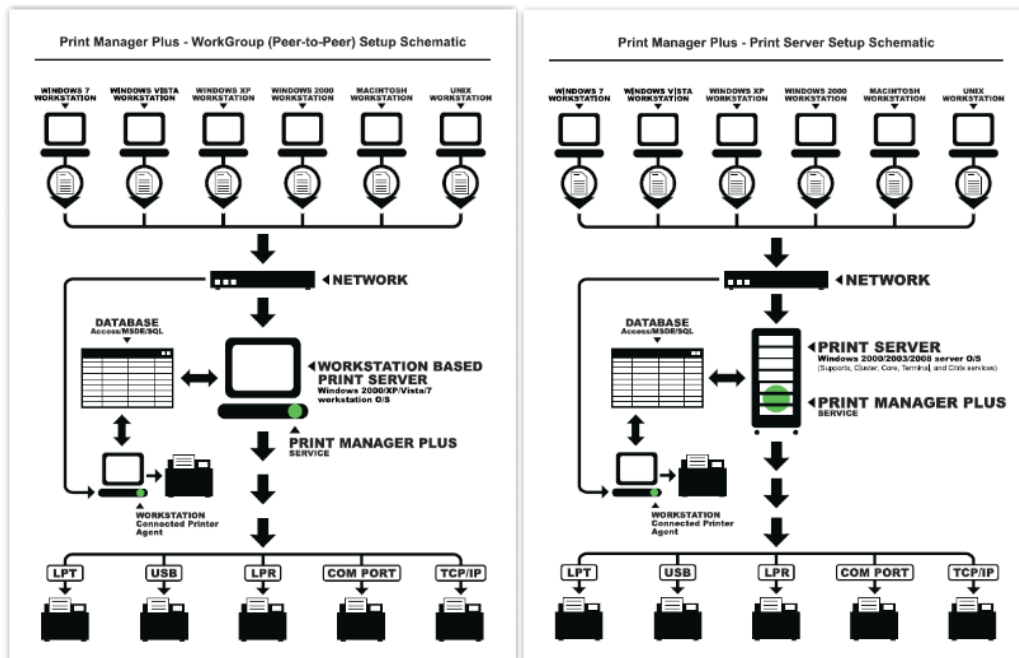 Print Manager Plus - WorkGroup (Peer-to-Peer) Setup Schematic
WINDOWS 7
WORKSTATION
WINDOWS VISTA
WORKSTATION
WINDOWS XP
WORKSTATION
WINDOWS 2000
WORKSTATION
MACINTOSH
WORKSTATION
UNIX
WORKSTATION
NETWORK
DATABASE
Access/MSDE/SQL
WORKSTATION BASED
PRINT SERVER
Windows 2000/XP/Vista/7
workstation O/S
PRINT MANAGER PLUS
SERVICE
WORKSTATION
Connected Printer
Agent
LPT
USB
LPR
COM PORT
TCP/IP
Print Manager Plus - Print Server Setup Schematic
WINDOWS 7
WORKSTATION
WINDOWS VISTA
WORKSTATION
WINDOWS XP
WORKSTATION
WINDOWS 2000
WORKSTATION
MACINTOSH
WORKSTATION
UNIX
WORKSTATION
NETWORK
DATABASE
Access/MSDE/SQL
PRINT SERVER
Windows 2000/2003/2008 server O/S
(Supports, Cluster, Core, Terminal, and Citrix services)
PRINT MANAGER PLUS
SERVICE
WORKSTATION
Connected Printer
Agent
LPT
USB
LPR
COM PORT
TCP/IP